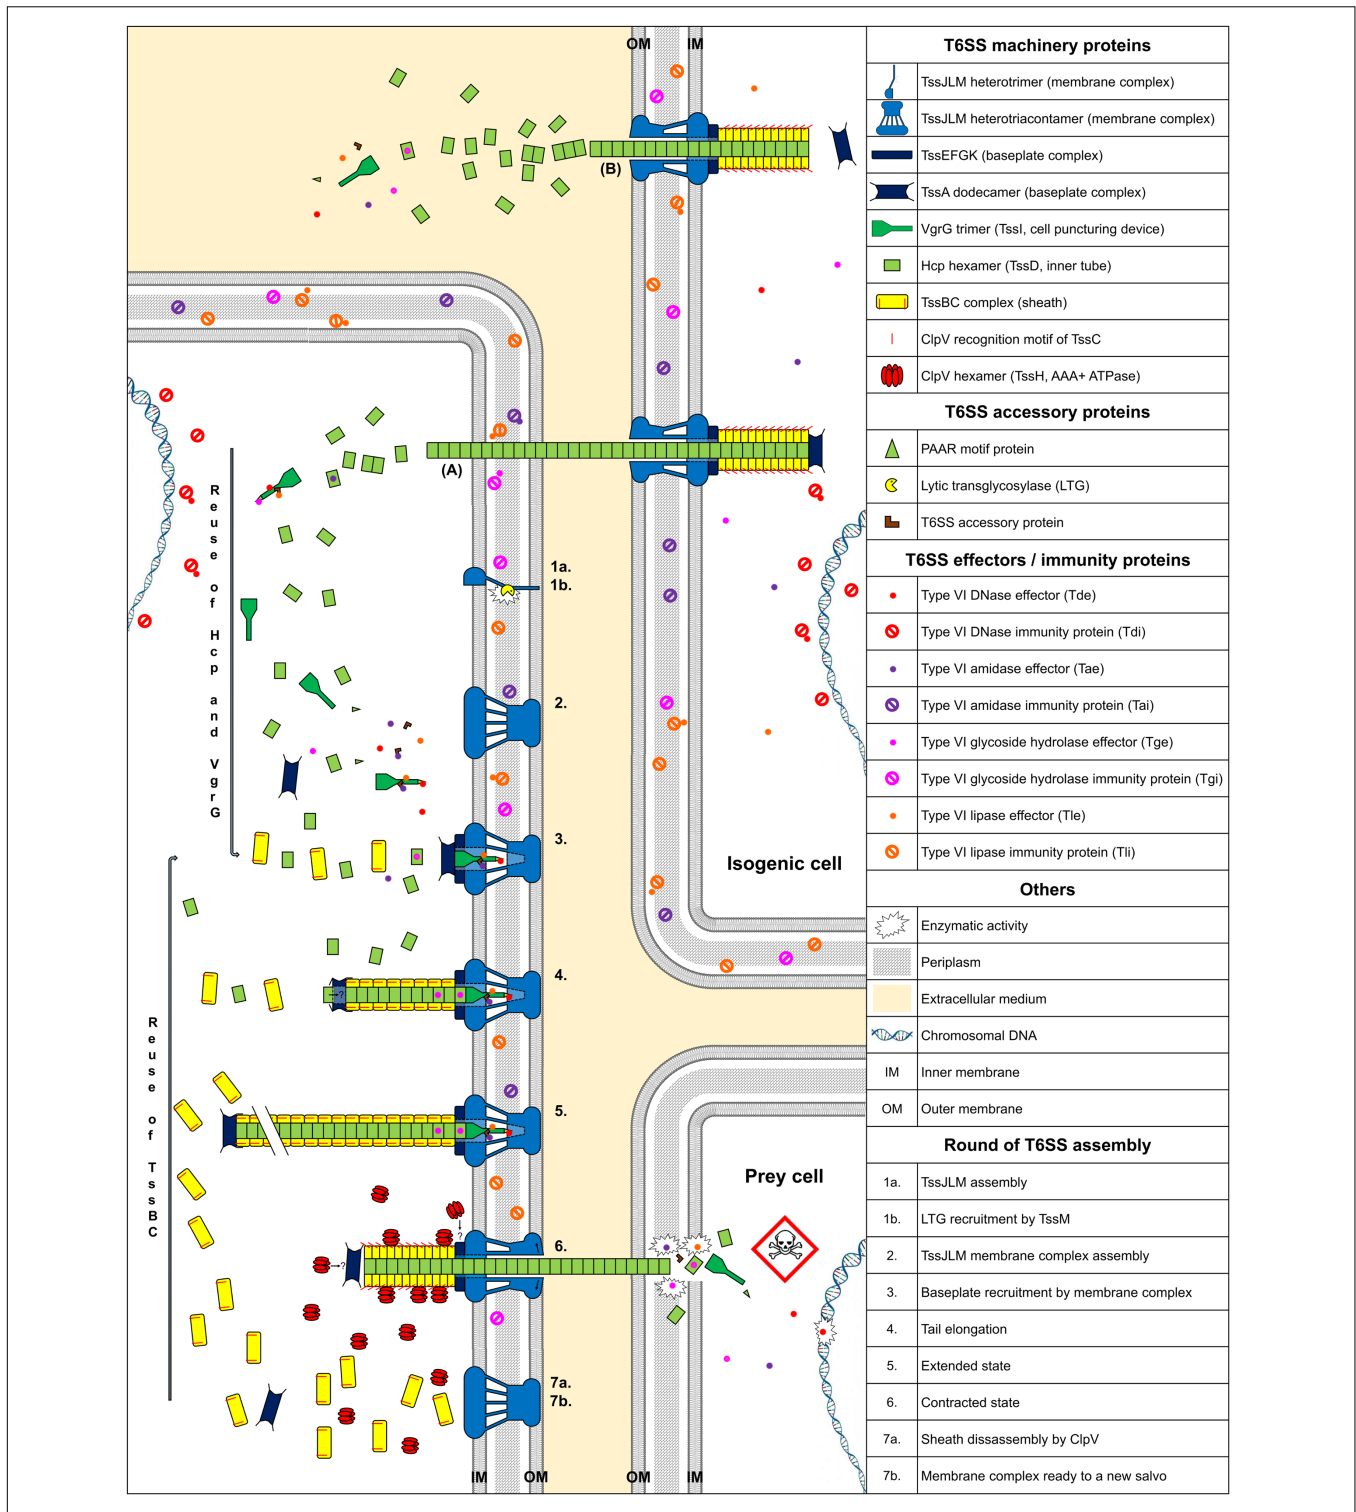 OM IM
(B)
(A)
Reuse of Hcp and VgrG
1a.
1b.
2.
3.
Isogenic cell
4.
Reuse of TssBC
5.
Prey cell
?
6.
?
?
7a.
7b.
IM OM OM IM
T6SS machinery proteins
TssJLM heterotrimer (membrane complex)
TssJLM heterotriacontamer (membrane complex)
TssEFGK (baseplate complex)
TssA dodecamer (baseplate complex)
VgrG trimer (TssI, cell puncturing device)
Hcp hexamer (TssD, inner tube)
TssBC complex (sheath)
ClpV recognition motif of TssC
ClpV hexamer (TssH, AAA+ ATPase)
T6SS accessory proteins
PAAR motif protein
Lytic transglycosylase (LTG)
T6SS accessory protein
T6SS effectors / immunity proteins
Type VI DNase effector (Tde)
Type VI DNase immunity protein (Tdi)
Type VI amidase effector (Tae)
Type VI amidase immunity protein (Tai)
Type VI glycoside hydrolase effector (Tge)
Type VI glycoside hydrolase immunity protein (Tgi)
Type VI lipase effector (Tle)
Type VI lipase immunity protein (Tli)
Others
Enzymatic activity
Periplasm
Extracellular medium
Chromosomal DNA
IM Inner membrane
OM Outer membrane
Round of T6SS assembly
1a. TssJLM assembly
1b. LTG recruitment by TssM
2. TssJLM membrane complex assembly
3. Baseplate recruitment by membrane complex
4. Tail elongation
5. Extended state
6. Contracted state
7a. Sheath dissassembly by ClpV
7b. Membrane complex ready to a new salvo